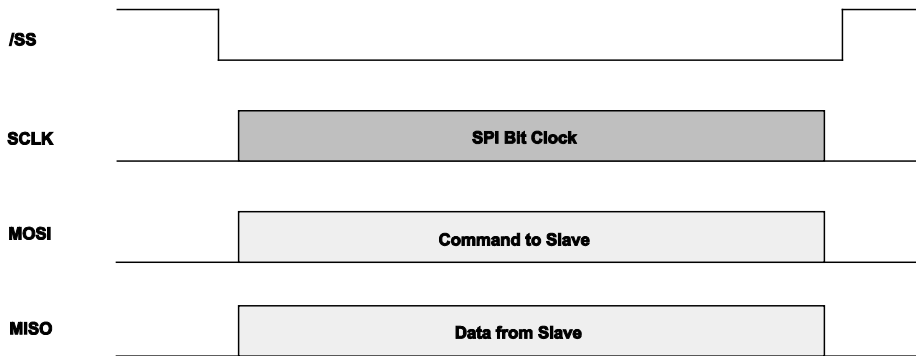 /SS
SCLK
SPI Bit Clock
MOSI
Command to Slave
MISO
Data from Slave